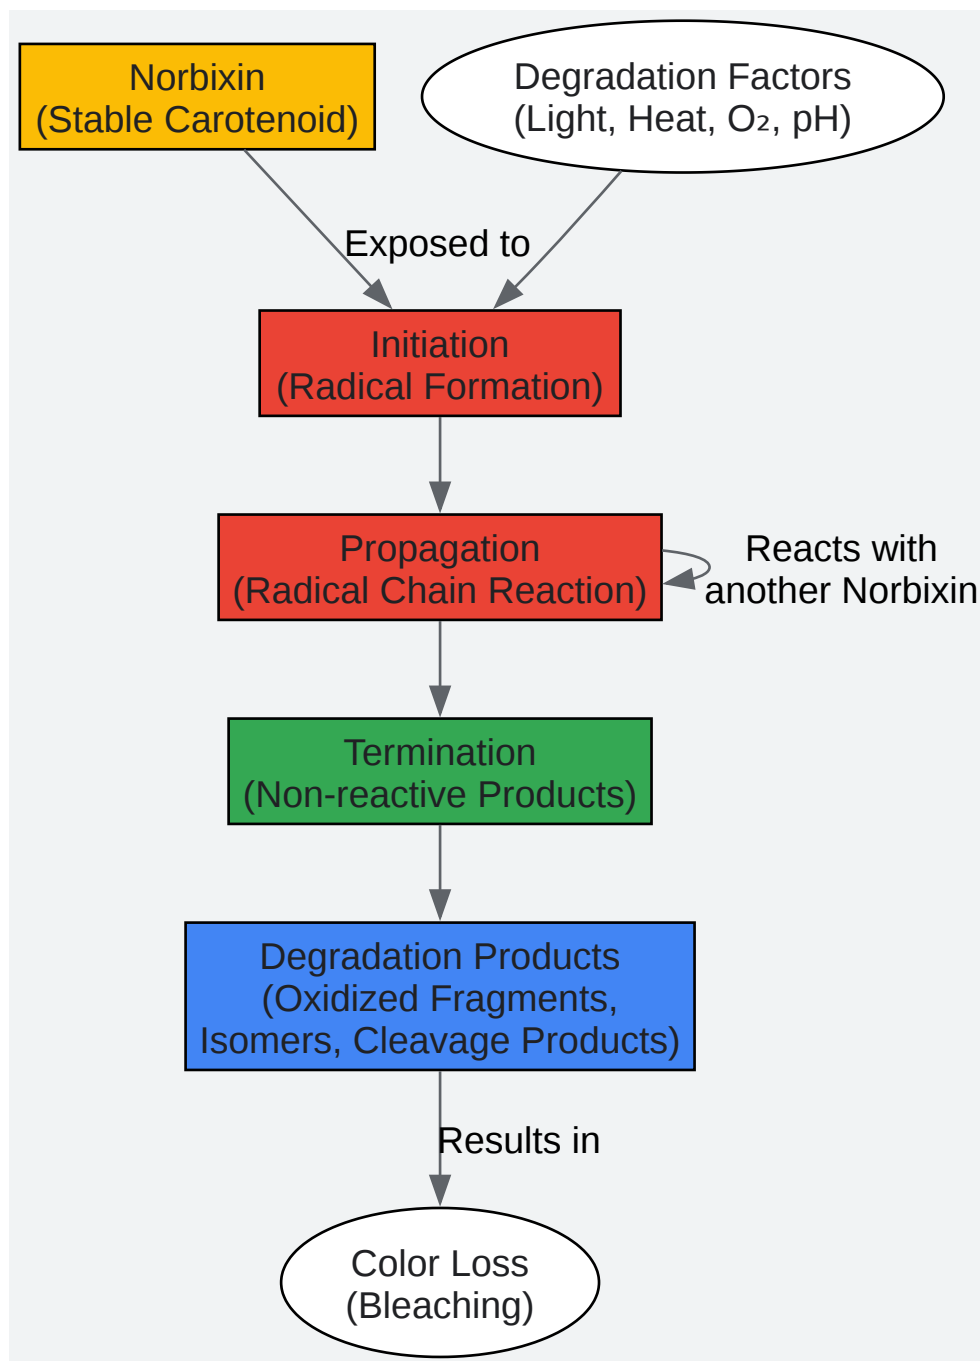 Norbixin
(Stable Carotenoid)
Degradation Factors
(Light, Heat, O₂, pH)
Exposed to
Initiation
(Radical Formation)
Propagation
(Radical Chain Reaction)
Reacts with
another Norbixin
Termination
(Non-reactive Products)
Degradation Products
(Oxidized Fragments,
Isomers, Cleavage Products)
Results in
Color Loss
(Bleaching)